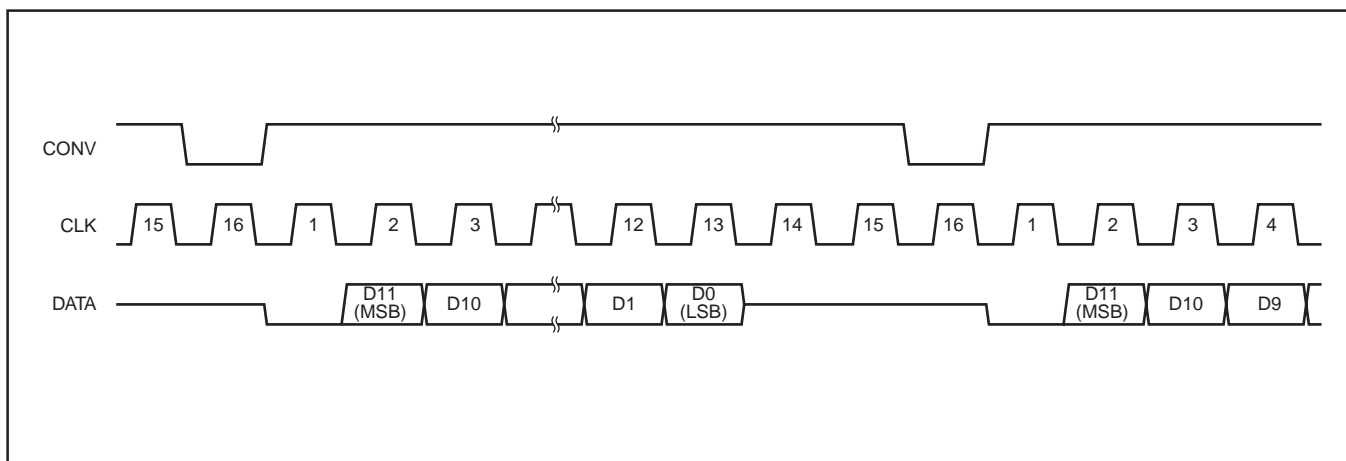 CONV
CLK
15 16 1 2 3 12 13 14 15 16 1 2 3 4
DATA
D11
(MSB)
D10
D1
D0
(LSB)
D11
(MSB)
D10
D9